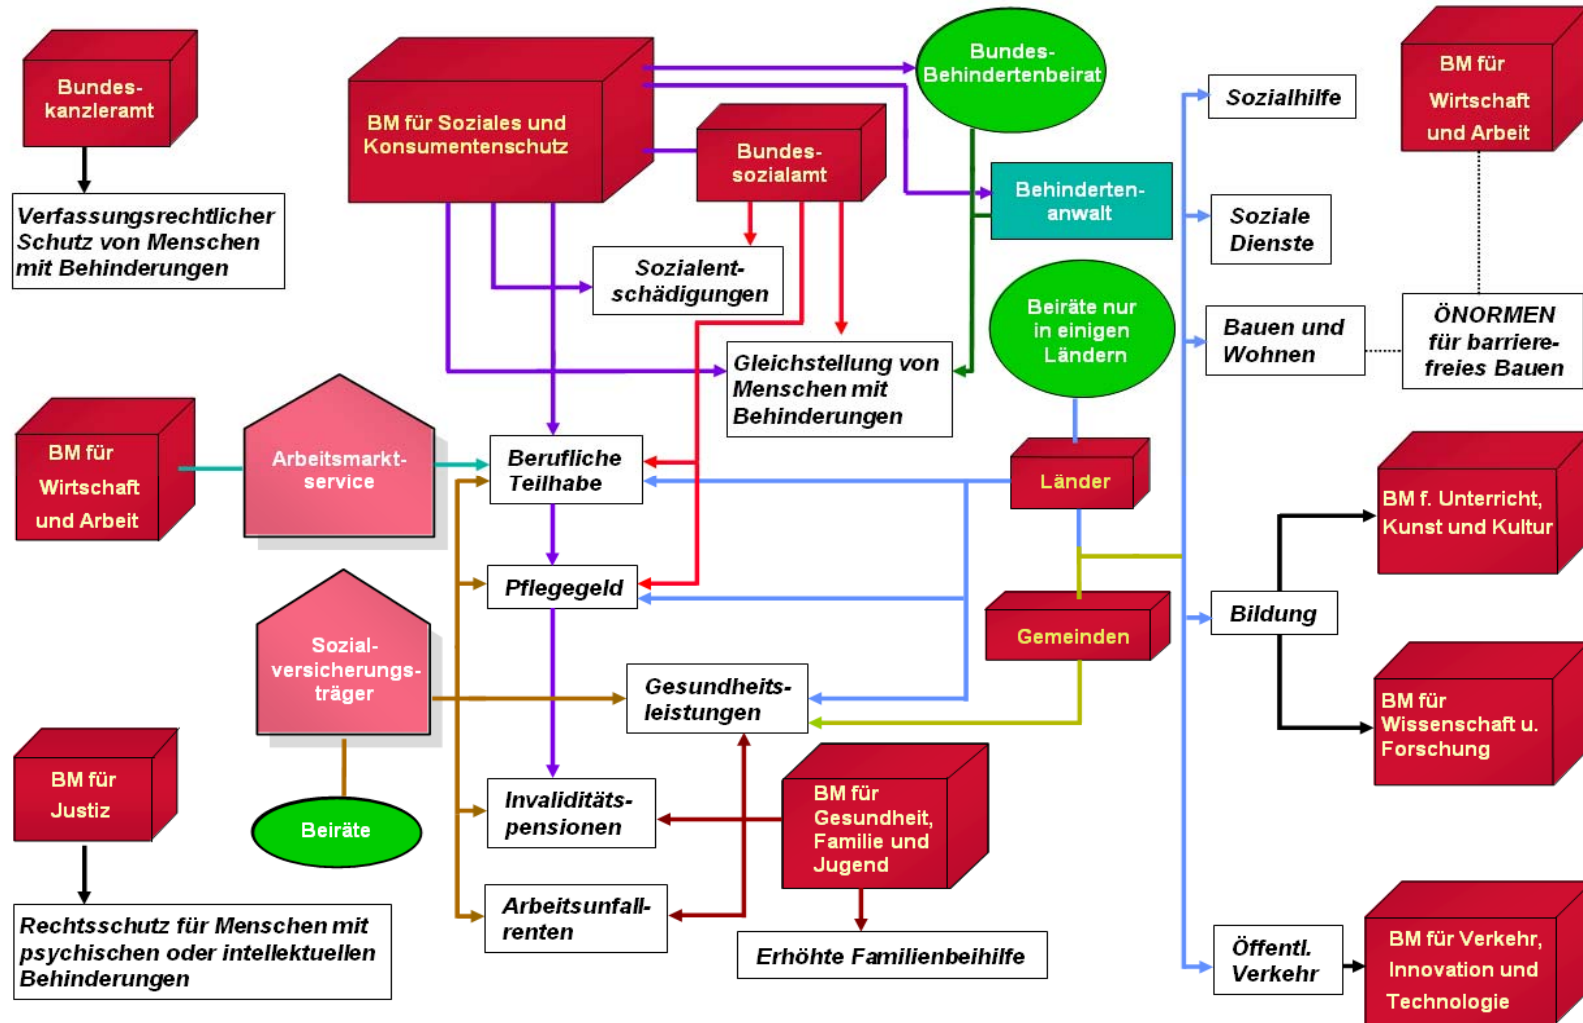 Bundes-
kanzleramt
Verfassungsrechtlicher
Schutz von Menschen
mit Behinderungen
BM für Soziales und
Konsumentenschutz
Bundes-
sozialamt
Bundes-
Behindertenbeirat
Behinderten-
anwalt
Sozialent-
schädigungen
Gleichstellung von
Menschen mit
Behinderungen
Beiräte nur
in einigen
Ländern
Sozialhilfe
Soziale
Dienste
Bauen und
Wohnen
BM für
Wirtschaft
und Arbeit
ÖNORMEN
für barriere-
freies Bauen
BM für
Wirtschaft
und Arbeit
Arbeitsmarkt-
service
Berufliche
Teilhabe
Länder
BM f. Unterricht,
Kunst und Kultur
Pflegegeld
Gemeinden
Bildung
Sozial-
versicherungs-
träger
Gesundheits-
leistungen
BM für
Wissenschaft u.
Forschung
BM für
Justiz
Beiräte
Invaliditäts-
pensionen
BM für
Gesundheit,
Familie und
Jugend
Rechtsschutz für Menschen mit
psychischen oder intellektuellen
Behinderungen
Arbeitsunfall-
renten
Erhöhte Familienbeihilfe
Öffentl.
Verkehr
BM für Verkehr,
Innovation und
Technologie